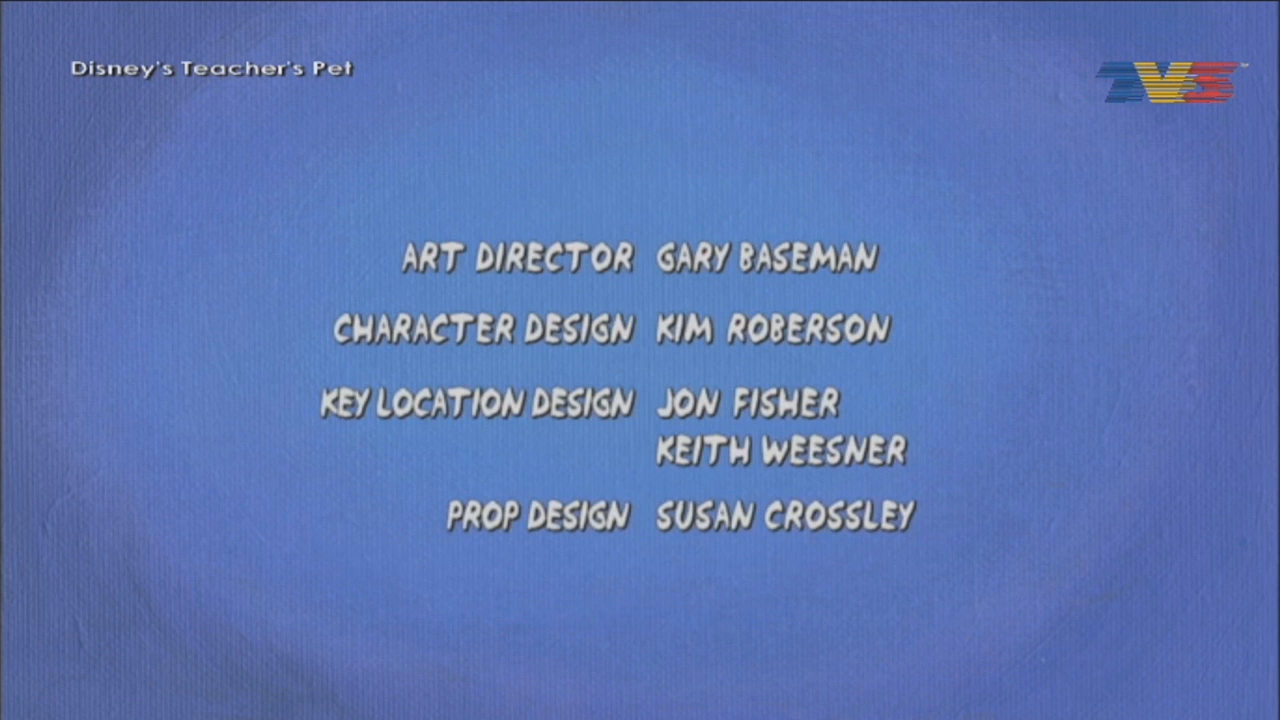 Disney's Teacher's Pet
TV3
ART DIRECTOR GARY BASEMAN
CHARACTER DESIGN KIM ROBERSON
KEY LOCATION DESIGN JON FISHER
KEITH WEESNER
PROP DESIGN SUSAN CROSSLEY